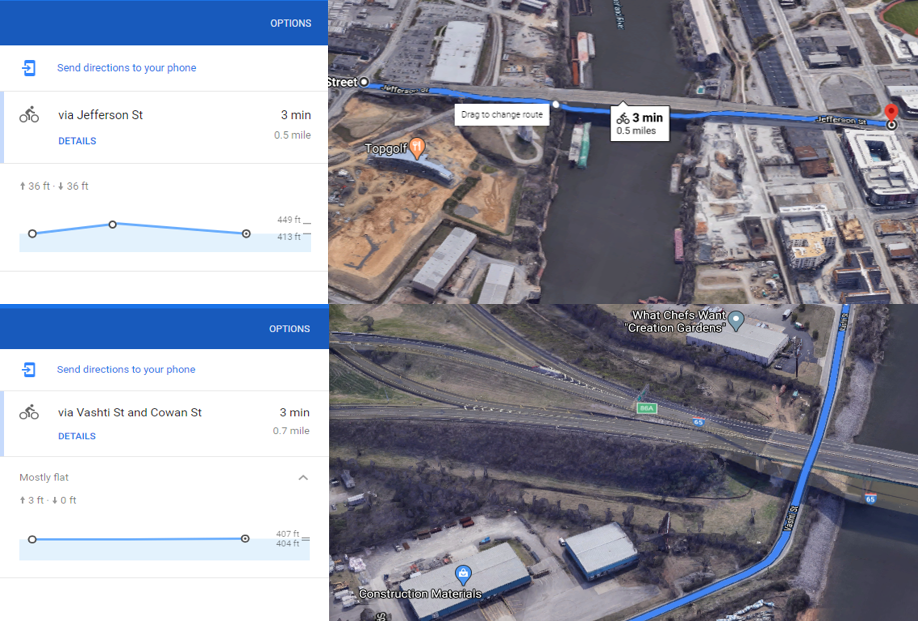 OPTIONS
Send directions to your phone
via Jefferson St
3 min
DETAILS
0.5 mile
36 ft · 36 ft
449 ft
413 ft
Street
Jefferson St
Drag to change route
3 min
0.5 miles
Jefferson St
Topgolf
OPTIONS
Send directions to your phone
via Vashti St and Cowan St
3 min
DETAILS
0.7 mile
Mostly flat
3 ft · 0 ft
407 ft
404 ft
What Chefs Want
"Creation Gardens"
86A
65
65
Vashti St
Construction Materials